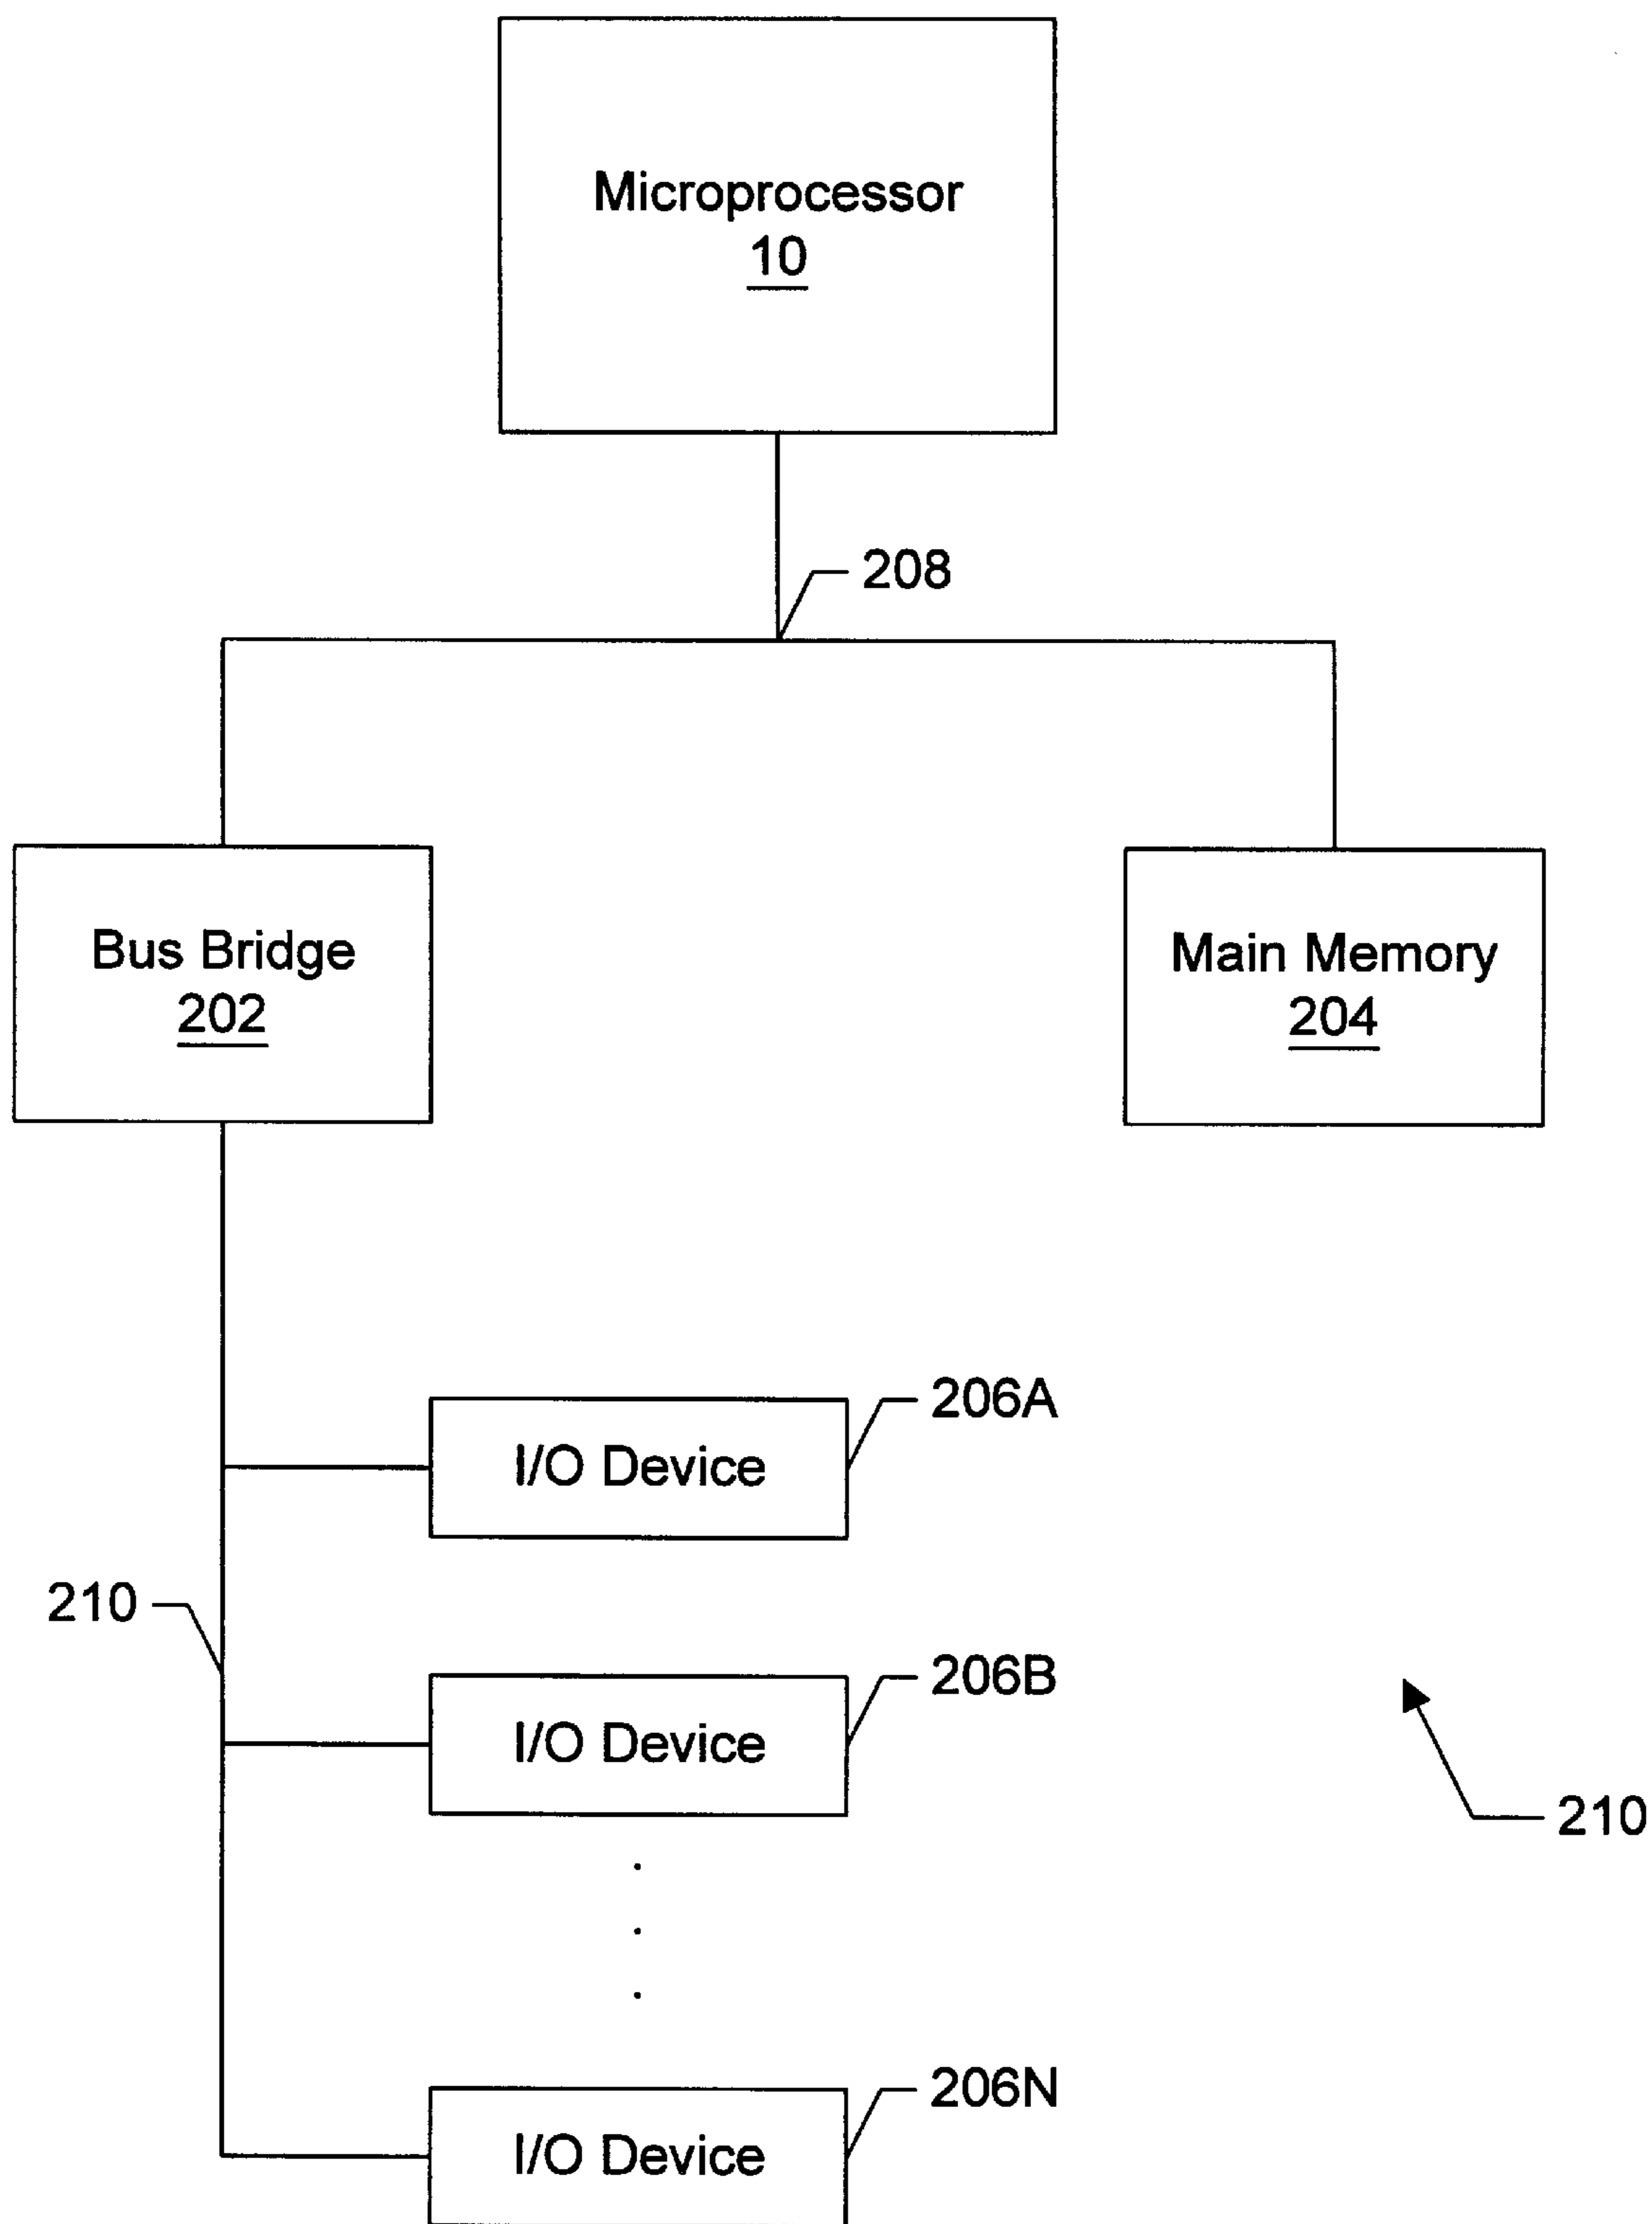 Microprocessor
10
208
Bus Bridge
202
Main Memory
204
206A
I/O Device
210
206B
I/O Device
210
206N
I/O Device